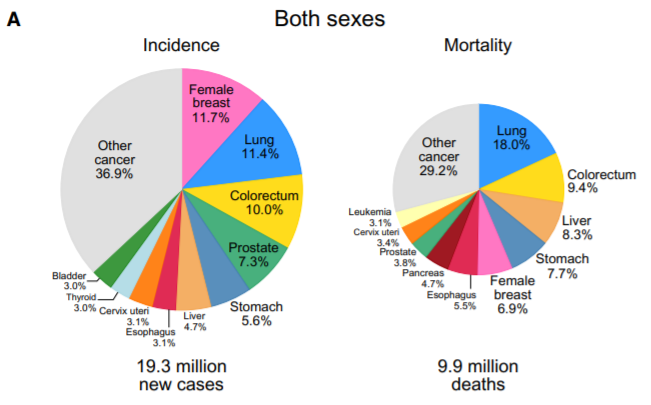 A
Both sexes
Incidence
Female
breast
11.7%
Lung
11.4%
Colorectum
10.0%
Prostate
7.3%
Stomach
5.6%
Liver
4.7%
Esophagus
3.1%
Cervix uteri
3.1%
Thyroid
3.0%
Bladder
3.0%
Other
cancer
36.9%
19.3 million
new cases
Mortality
Lung
18.0%
Colorectum
9.4%
Liver
8.3%
Stomach
7.7%
Female
breast
6.9%
Esophagus
5.5%
Pancreas
4.7%
Prostate
3.8%
Cervix uteri
3.4%
Leukemia
3.1%
Other
cancer
29.2%
9.9 million
deaths